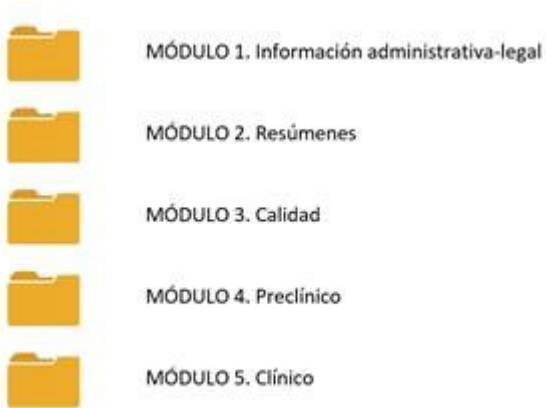 MÓDULO 1. Información administrativa-legal
MÓDULO 2. Resúmenes
MÓDULO 3. Calidad
MÓDULO 4. Preclínico
MÓDULO 5. Clínico